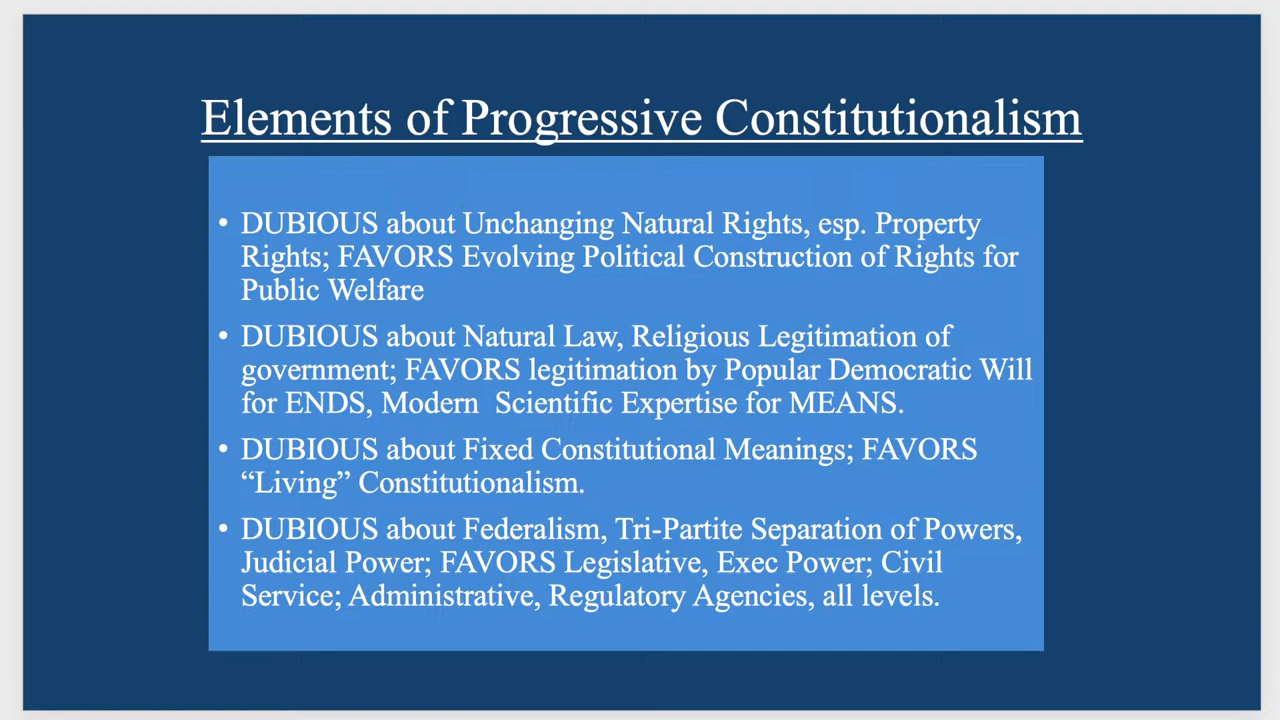 Elements of Progressive Constitutionalism
• DUBIOUS about Unchanging Natural Rights, esp. Property
Rights; FAVORS Evolving Political Construction of Rights for
Public Welfare
• DUBIOUS about Natural Law, Religious Legitimation of
government; FAVORS legitimation by Popular Democratic Will
for ENDS, Modern  Scientific Expertise for MEANS.
• DUBIOUS about Fixed Constitutional Meanings; FAVORS
“Living” Constitutionalism.
• DUBIOUS about Federalism, Tri-Partite Separation of Powers,
Judicial Power; FAVORS Legislative, Exec Power; Civil
Service; Administrative, Regulatory Agencies, all levels.